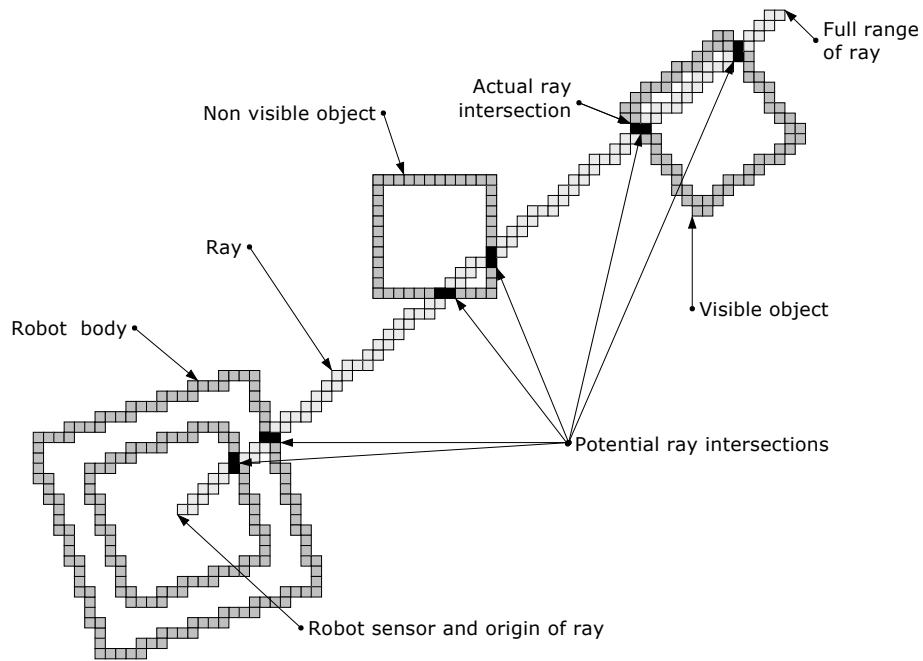 Full range
of ray
Actual ray
intersection
Non visible object
Ray
Visible object
Robot body
Potential ray intersections
Robot sensor and origin of ray